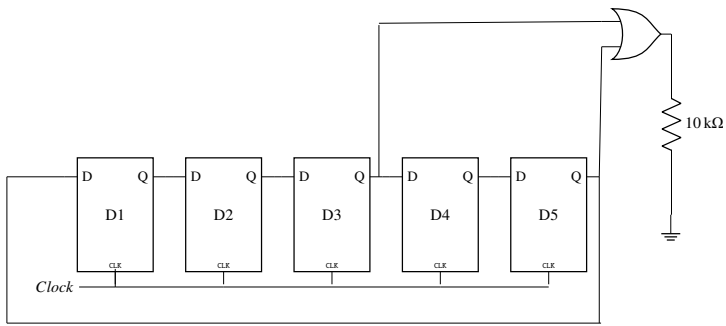 10 kΩ
D Q D Q D Q D Q D Q
D1 D2 D3 D4 D5
CLK CLK CLK CLK CLK
Clock